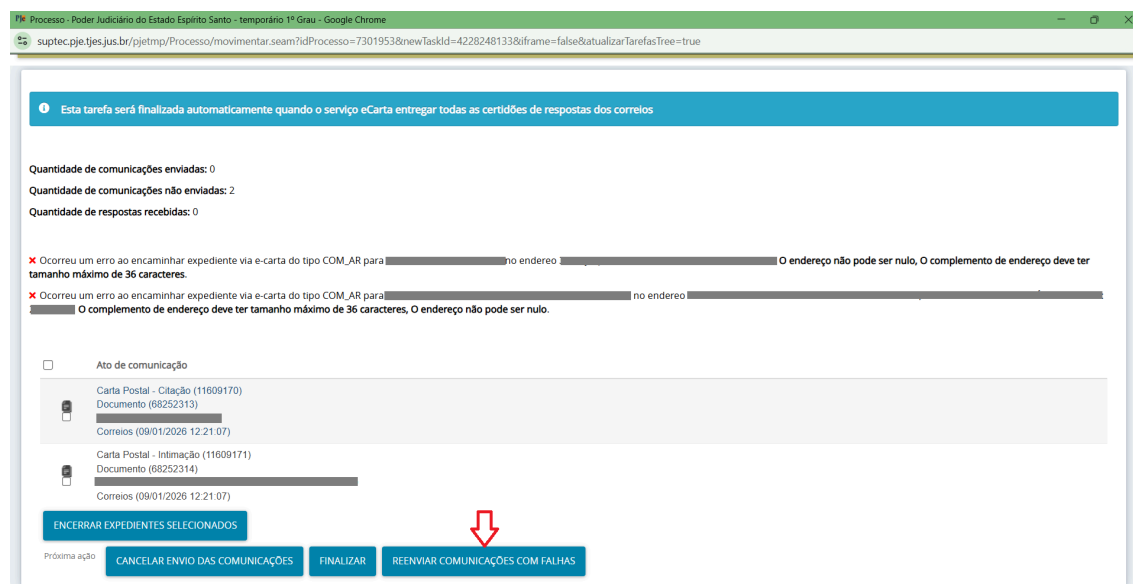 Processo - Poder Judiciário do Estado Espírito Santo - temporário 1º Grau - Google Chrome
suptec.pje.tjes.jus.br/pjetmp/Processo/movimentar.seam?idProcesso=7301953&newTaskId=4228248133&iframe=false&atualizarTarefasTree=true
Esta tarefa será finalizada automaticamente quando o serviço eCarta entregar todas as certidões de respostas dos correios
Quantidade de comunicações enviadas: 0
Quantidade de comunicações não enviadas: 2
Quantidade de respostas recebidas: 0
Ocorreu um erro ao encaminhar expediente via e-carta do tipo COM_AR para no endereo O endereço não pode ser nulo, O complemento de endereço deve ter
tamanho máximo de 36 caracteres.
Ocorreu um erro ao encaminhar expediente via e-carta do tipo COM_AR para no endereo
O complemento de endereço deve ter tamanho máximo de 36 caracteres, O endereço não pode ser nulo.
Ato de comunicação
Carta Postal - Citação (11609170)
Documento (68252313)
Correios (09/01/2026 12:21:07)
Carta Postal - Intimação (11609171)
Documento (68252314)
Correios (09/01/2026 12:21:07)
ENCERRAR EXPEDIENTES SELECIONADOS
Próxima ação CANCELAR ENVIO DAS COMUNICAÇÕES FINALIZAR REENVIAR COMUNICAÇÕES COM FALHAS